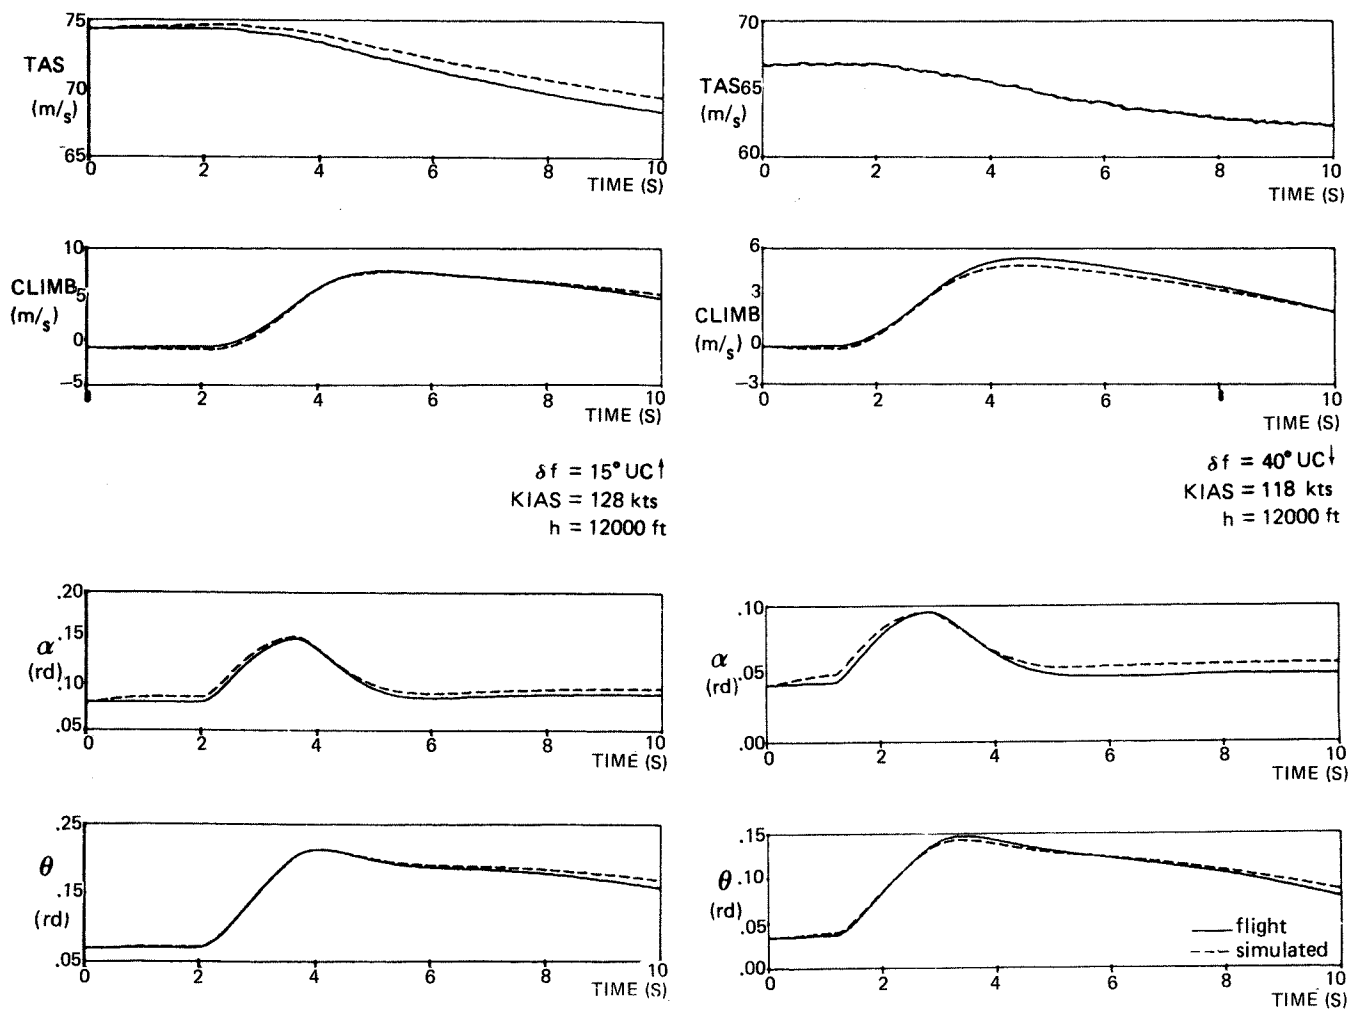 75
TAS
70
(m/s)
65
0 2 4 6 8 10
TIME (S)
70
TAS65
(m/s)
60
0 2 4 6 8 10
TIME (S)
10
CLIMB5
(m/s)
0
−5
0 2 4 6 8 10
TIME (S)
6
3
CLIMB
(m/s) 0
−3
0 2 4 6 8 10
TIME (S)
δf = 15° UC↑
KIAS = 128 kts
h = 12000 ft
δf = 40° UC↓
KIAS = 118 kts
h = 12000 ft
.20
α.15
(rd).10
.05
0 2 4 6 8 10
TIME (S)
.10
α
(rd).05
.00
0 2 4 6 8 10
TIME (S)
.25
θ
.15
(rd)
.05
0 2 4 6 8 10
TIME (S)
.15
θ .10
(rd)
.05
.00
flight
simulated
0 2 4 6 8 10
TIME (S)